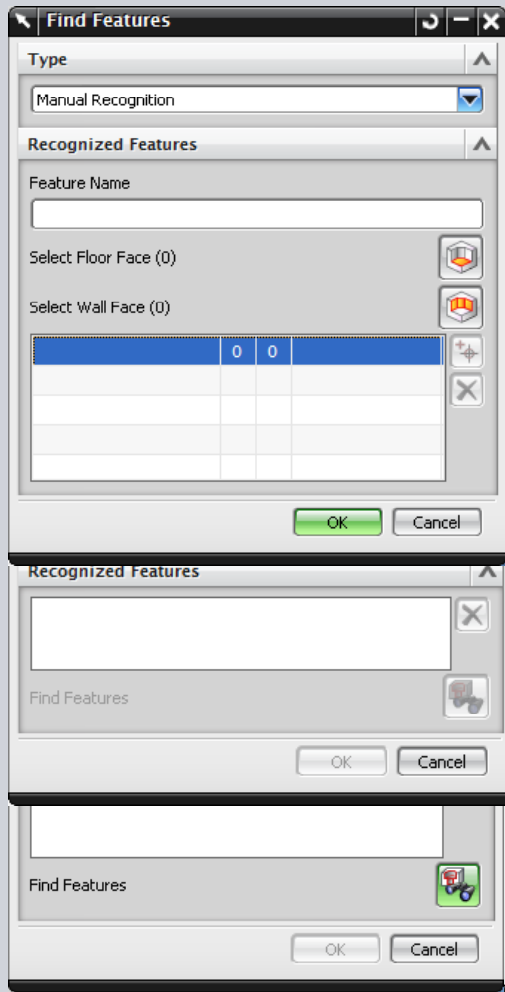 Find Features
Type
Manual Recognition
Recognized Features
Feature Name
Select Floor Face (0)
Select Wall Face (0)
0 0
OK Cancel
Recognized Features
Find Features
OK Cancel
Find Features
OK Cancel